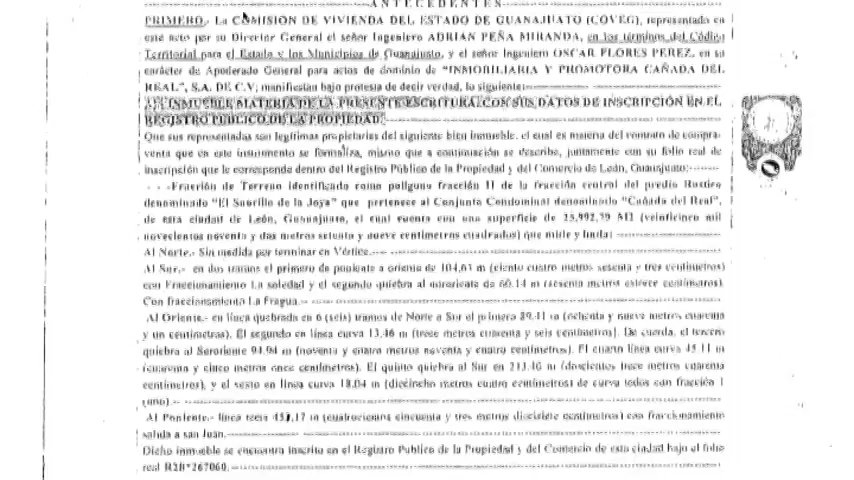 ANTECEDENTES
PRIMERO.- La COMISIÓN DE VIVIENDA DEL ESTADO DE GUANAJUATO (COVEG), representada en
este acto por su Director General el señor Ingeniero ADRIAN PEÑA MIRANDA, en los términos del Código
Territorial para el Estado y los Municipios de Guanajuato, y el señor Ingeniero OSCAR FLORES PEREZ, en su
carácter de Apoderado General para actos de dominio de "INMOBILIARIA Y PROMOTORA CAÑADA DEL
REAL", S.A. DE C.V; manifiestan bajo protesta de decir verdad, lo siguiente:
A).- INMUEBLE MATERIA DE LA PRESENTE ESCRITURA CON SUS DATOS DE INSCRIPCIÓN EN EL
REGISTRO PUBLICO DE LA PROPIEDAD.
Que sus representadas son legítimas propietarias del siguiente bien inmueble, el cual es materia del contrato de compra-
venta que en este instrumento se formaliza, mismo que a continuación se describe, juntamente con su folio real de
inscripción que le corresponde dentro del Registro Público de la Propiedad y del Comercio de León, Guanajuato:
- - -Fracción de Terreno identificado como polígono fracción II de la fracción central del predio Rustico
denominado "El Saucillo de la Joya" que pertenece al Conjunto Condominal denominado "Cañada del Real",
de esta ciudad de León, Guanajuato, el cual cuenta con una superficie de 25,992.79 M2 (veinticinco mil
novecientos noventa y dos metros setenta y nueve centímetros cuadrados) que mide y linda:
Al Norte.- Sin medida por terminar en Vértice.
Al Sur.- en dos tramos el primero de poniente a oriente de 104.63 m (ciento cuatro metros sesenta y tres centímetros)
con Fraccionamiento La soledad y el segundo quiebra al suroriente de 60.14 m (sesenta metros catorce centímetros).
Con fraccionamiento La Fragua.
Al Oriente.- en línea quebrada en 6 (seis) tramos de Norte a Sur el primero 89.41 m (ochenta y nueve metros cuarenta
y un centímetros). El segundo en línea curva 13.46 m (trece metros cuarenta y seis centímetros). De cuerda, el tercero
quiebra al Suroriente 94.94 m (noventa y cuatro metros noventa y cuatro centímetros). El cuarto línea curva 45.11 m
(cuarenta y cinco metros once centímetros). El quinto quiebra al Sur en 213.40 m (doscientos trece metros cuarenta
centímetros), y el sexto en línea curva 18.04 m (dieciocho metros cuatro centímetros) de curva todos con fracción 1
(uno).
Al Poniente.- línea recta 453.17 m (cuatrocientos cincuenta y tres metros diecisiete centímetros) con fraccionamiento
salida a san Juan.
Dicho inmueble se encuentra inscrito en el Registro Publico de la Propiedad y del Comercio de esta ciudad bajo el folio
real R20*267060.